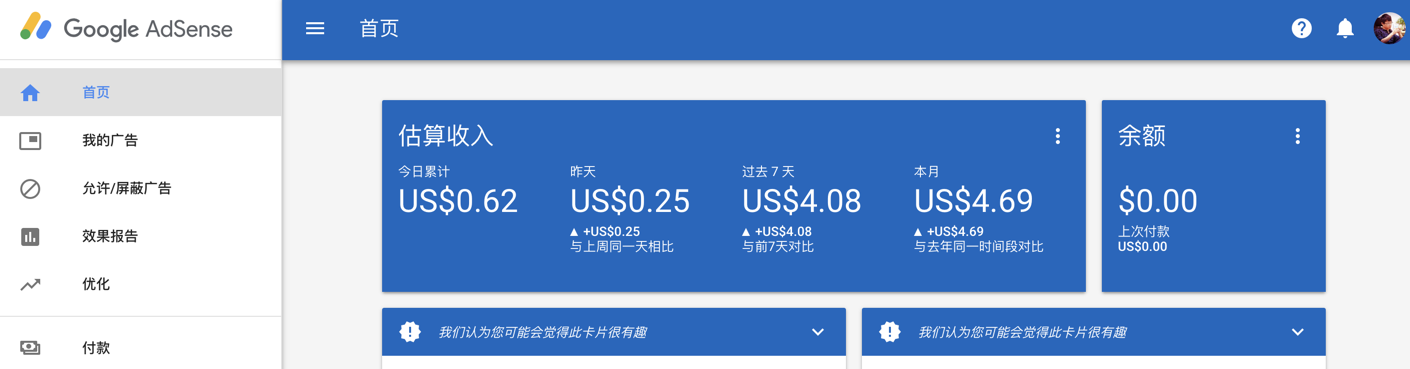 Google AdSense
首页
首页
我的广告
允许/屏蔽广告
效果报告
优化
付款
估算收入
今日累计
US$0.62
昨天
US$0.25
▲ +US$0.25
与上周同一天相比
过去 7 天
US$4.08
▲ +US$4.08
与前7天对比
本月
US$4.69
▲ +US$4.69
与去年同一时间段对比
余额
$0.00
上次付款
US$0.00
我们认为您可能会觉得此卡片很有趣
我们认为您可能会觉得此卡片很有趣